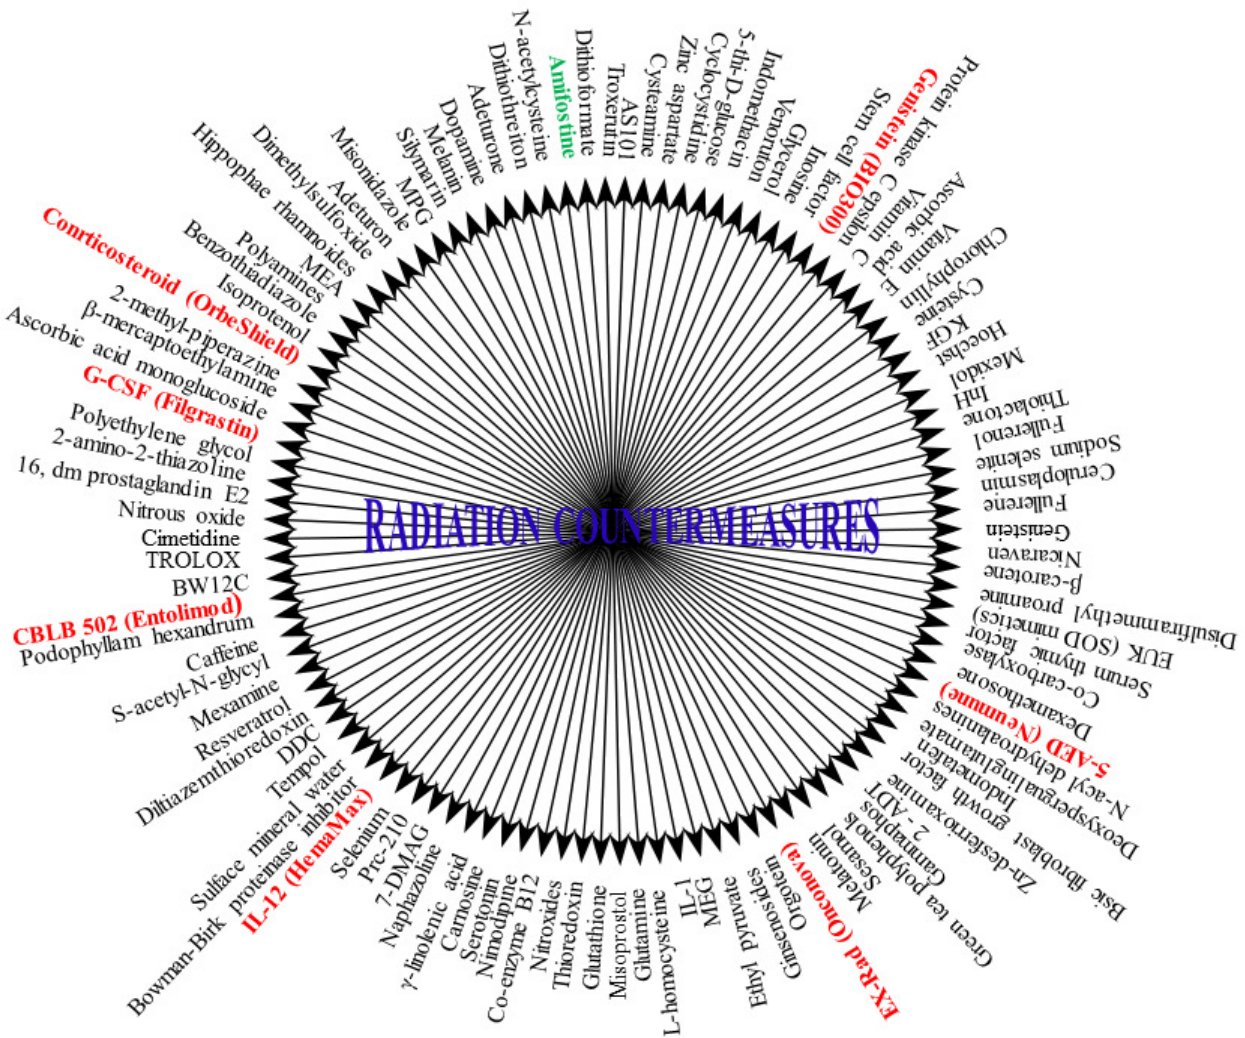 RADIATION COUNTERMEASURES
Amifostine
Dithioformate
Troxerutin
AS101
Cysteamine
Zinc aspartate
Cyclocystidine
5-thi-D-glucose
Indomethacin
Venoruton
Glycerol
Inosine
Stem cell factor
Genistein (BIO300)
Protein kinase C epsilon
Vitamin C
Ascorbic acid
Vitamin E
Chlorophyllin
Cysteine
KGF
Hoechst
Mexidol
InH
Thiolactone
Fullerenol
Sodium selenite
Ceruloplasmin
Fullerene
Genistein
Nicaraven
β-carotene
Disulfirammethyl proamine
EUK (SOD mimetics)
Serum thymic factor
Co-carboxylase
Dexamethosone
5-AED (Neumune)
N-acyl dehydroalanines
Deoxyspergualinglutamate
Indometafen
Bsic fibroblast growth factor
Zn-desferrioxamine
2 - ADT
Gammaphos
Green tea polyphenols
Sesamol
Melatonin
EX-Rad (Onconova)
Orgotein
Ginsenosides
Ethyl pyruvate
MEG
IL-1
L-homocysteine
Glutamine
Misoprostol
Glutathione
Thioredoxin
Nitroxides
Co-enzyme B12
Nimodipine
Serotonin
Carnosine
γ-linolenic acid
Naphazoline
7-DMAG
Prc-210
Selenium
IL-12 (HemaMax)
Bowman-Birk proteinase inhibitor
Sulface mineral water
Tempol
DDC
Diltiazemthioredoxin
Resveratrol
Mexamine
S-acetyl-N-glycyl
Caffeine
Podophyllam hexandrum
CBLB 502 (Entolimod)
BW12C
TROLOX
Cimetidine
Nitrous oxide
16, dm prostaglandin E2
2-amino-2-thiazoline
Polyethylene glycol
G-CSF (Filgrastin)
Ascorbic acid monoglucoside
β-mercaptoethylamine
2-methyl-piperazine
Conrticosteroid (OrbeShield)
Isoprotenol
Benzothiadiazole
Polyamines
MEA
Hippophae rhamnoides
Dimethylsulfoxide
Adeturon
Misonidazole
MPG
Silymarin
Melanin
Dopamine
Adeturone
Dithiothreiton
N-acetylcysteine